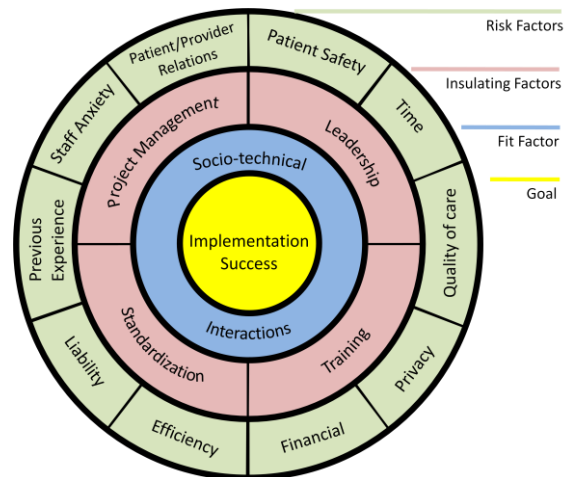 Risk Factors
Insulating Factors
Fit Factor
Goal
Patient/Provider
Relations
Patient Safety
Time
Quality of care
Privacy
Financial
Efficiency
Liability
Previous
Experience
Staff Anxiety
Project Management
Leadership
Training
Standardization
Socio-technical
Interactions
Implementation
Success